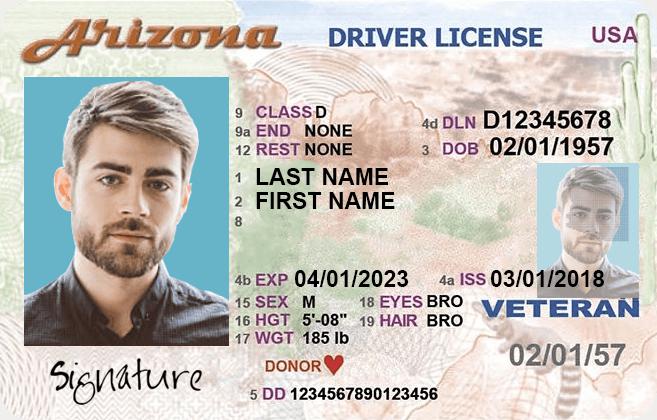 Arizona DRIVER LICENSE USA
9 CLASS D
4d DLN D12345678
9a END NONE
12 REST NONE
3 DOB 02/01/1957
1 LAST NAME
2 FIRST NAME
8
4b EXP 04/01/2023
4a ISS 03/01/2018
15 SEX M 18 EYES BRO
16 HGT 5'-08" 19 HAIR BRO
17 WGT 185 lb
VETERAN
02/01/57
DONOR
Signature
5 DD 1234567890123456